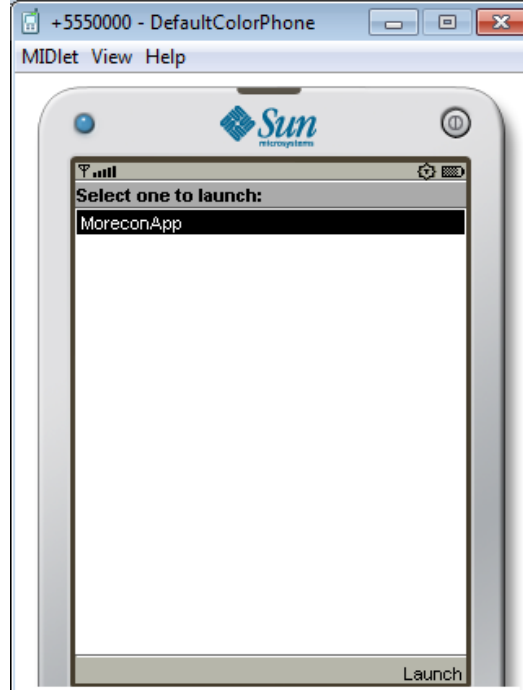 +5550000 - DefaultColorPhone
MIDlet View Help
Sun
microsystems
Select one to launch:
MoreconApp
Launch